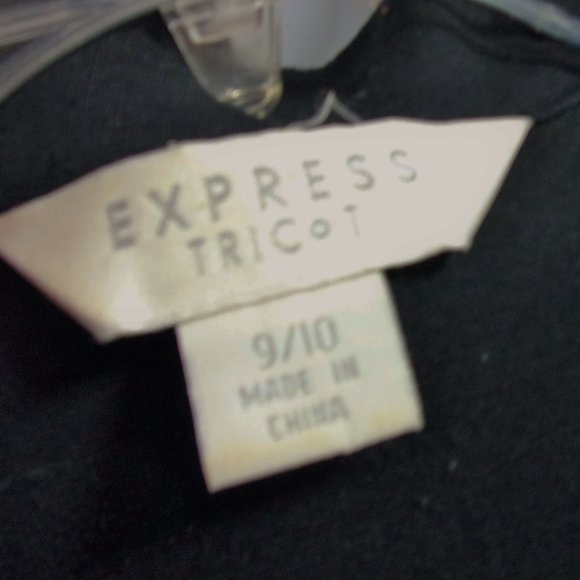 EXPRESS
TRICOT
9/10
MADE IN
CHINA